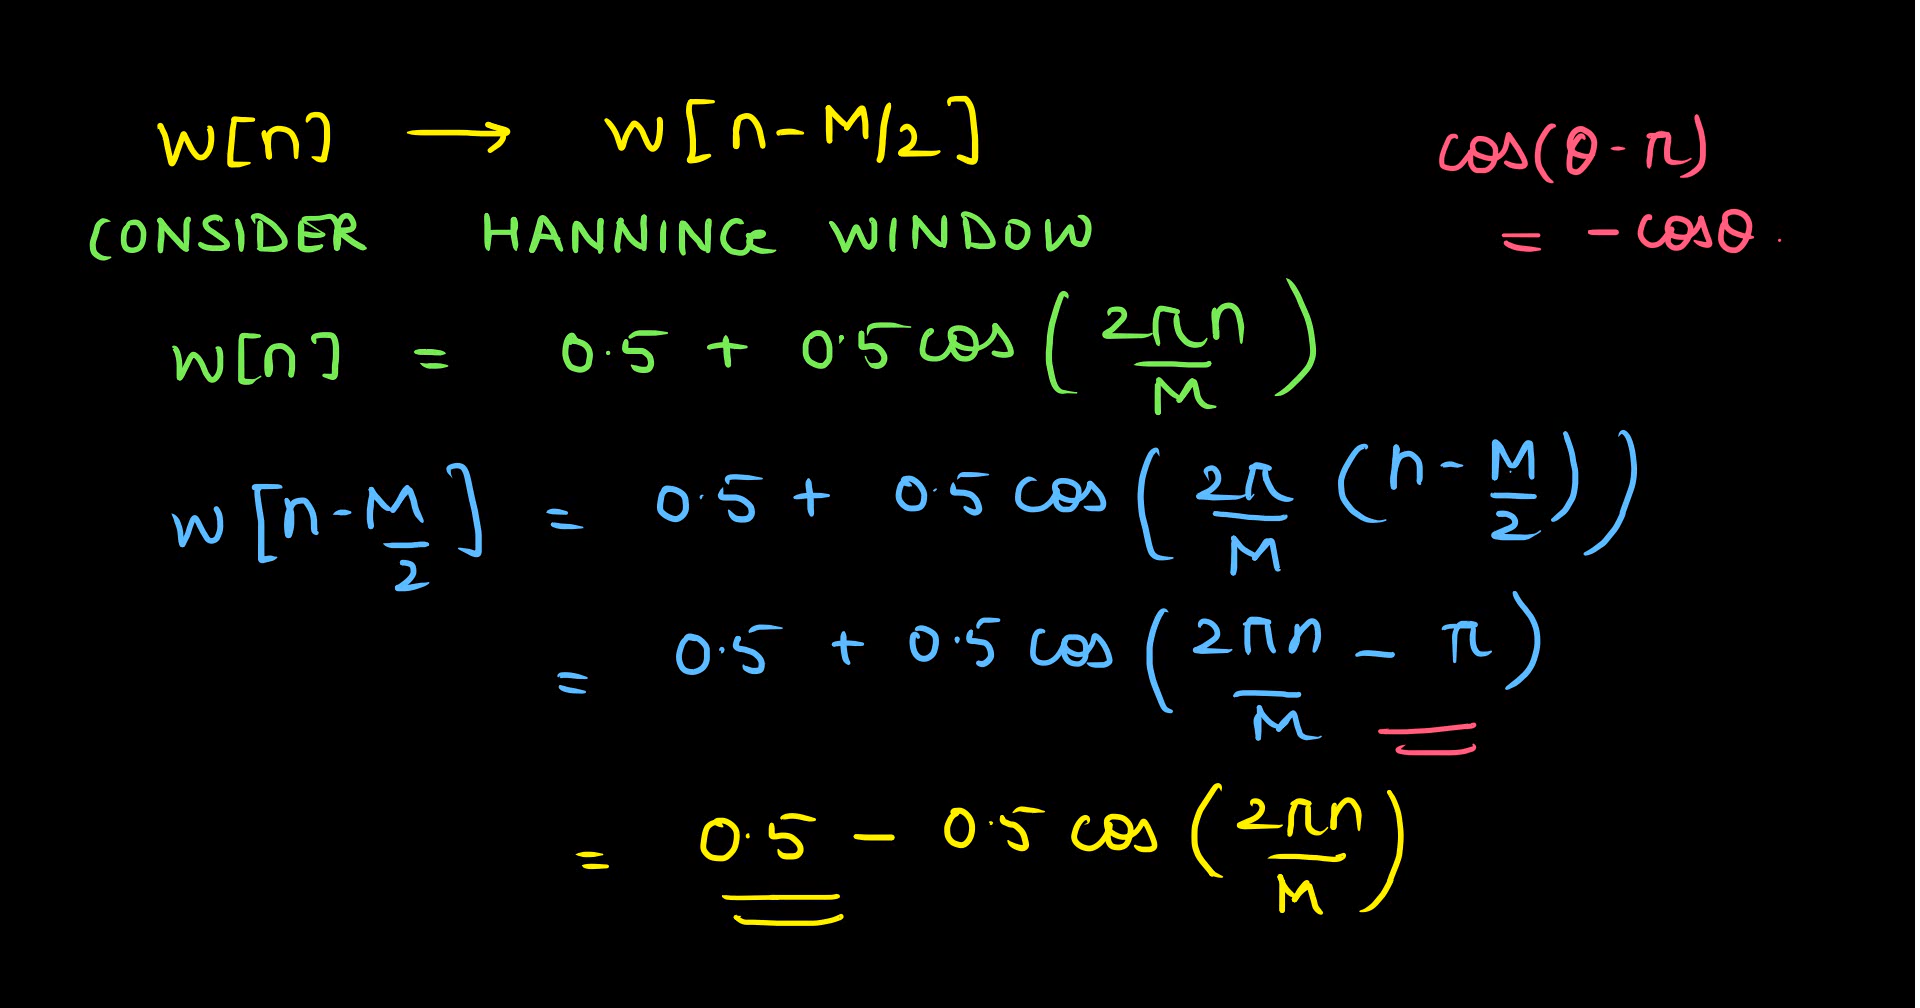 w[n] → w[n-M/2]
cos(θ-π)
= -cosθ.
CONSIDER HANNING WINDOW
w[n] = 0.5 + 0.5 cos(2πn/M)
w[n-M/2] = 0.5 + 0.5 cos(2π/M (n-M/2))
= 0.5 + 0.5 cos(2πn/M - π)
= 0.5 - 0.5 cos(2πn/M)